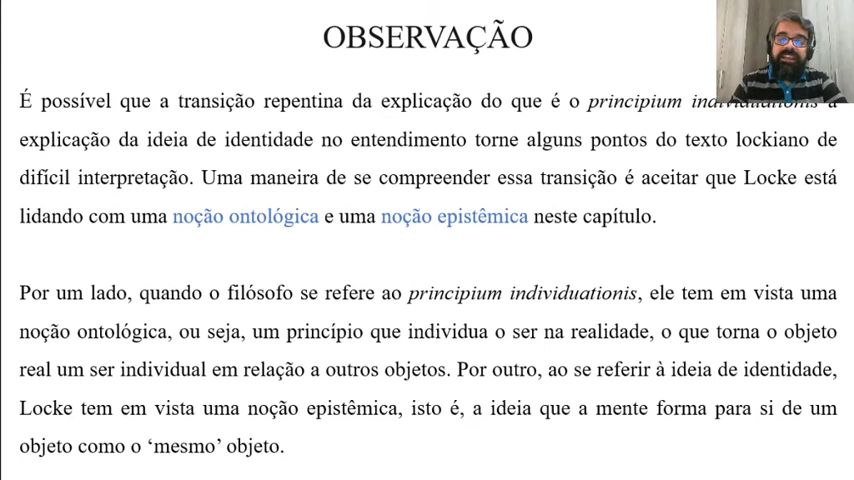 OBSERVAÇÃO
É possível que a transição repentina da explicação do que é o principium individuationis a
explicação da ideia de identidade no entendimento torne alguns pontos do texto lockiano de
difícil interpretação. Uma maneira de se compreender essa transição é aceitar que Locke está
lidando com uma noção ontológica e uma noção epistêmica neste capítulo.
Por um lado, quando o filósofo se refere ao principium individuationis, ele tem em vista uma
noção ontológica, ou seja, um princípio que individua o ser na realidade, o que torna o objeto
real um ser individual em relação a outros objetos. Por outro, ao se referir à ideia de identidade,
Locke tem em vista uma noção epistêmica, isto é, a ideia que a mente forma para si de um
objeto como o ‘mesmo’ objeto.